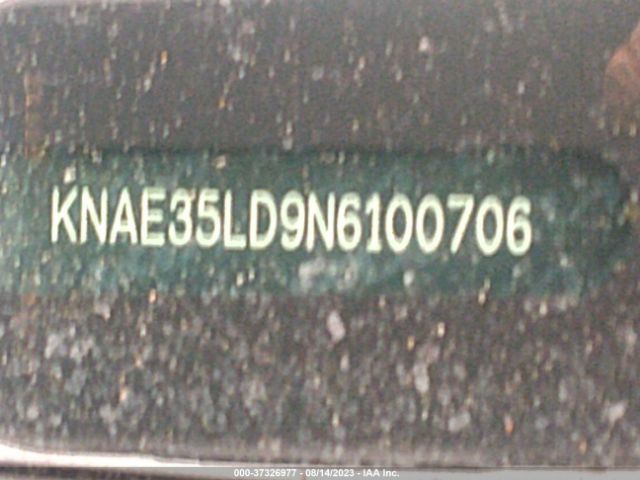 KNAE35LD9N6100706
000-37326977 - 08/14/2023 - IAA Inc.